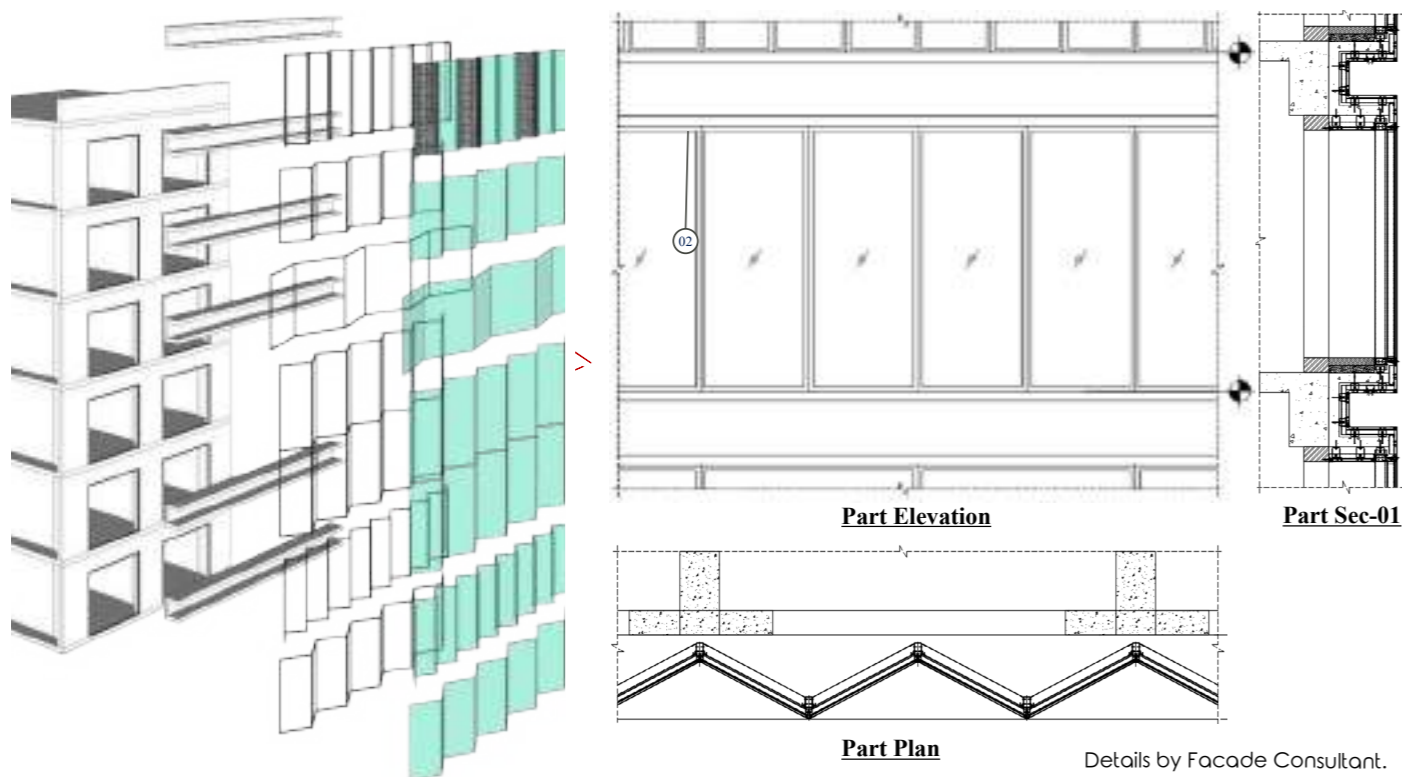 02
Part Elevation
Part Sec-01
Part Plan
Details by Facade Consultant.